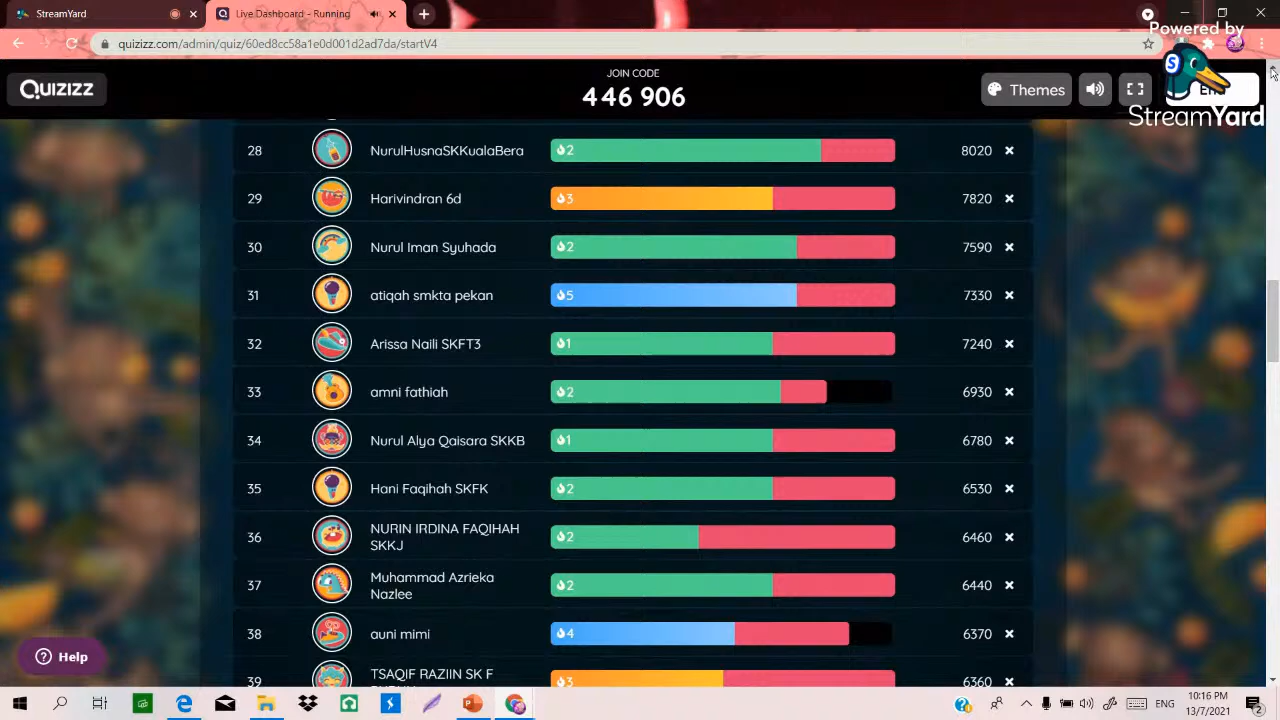 StreamYard
Live Dashboard - Running
Powered by
quizizz.com/admin/quiz/60ed8cc58a1e0d001d2ad7da/startV4
QUIZIZZ
JOIN CODE
446 906
Themes
StreamYard
28 NurulHusnaSKKualaBera 2 8020
29 Harivindran 6d 3 7820
30 Nurul Iman Syuhada 2 7590
31 atiqah smkta pekan 5 7330
32 Arissa Naili SKFT3 1 7240
33 amni fathiah 2 6930
34 Nurul Alya Qaisara SKKB 1 6780
35 Hani Faqihah SKFK 2 6530
36 NURIN IRDINA FAQIHAH 2 6460
SKKJ
37 Muhammad Azrieka 2 6440
Nazlee
38 auni mimi 4 6370
39 TSAQIF RAZIIN SK F 3 6360
Help
ENG
10:16 PM
13/7/2021
2